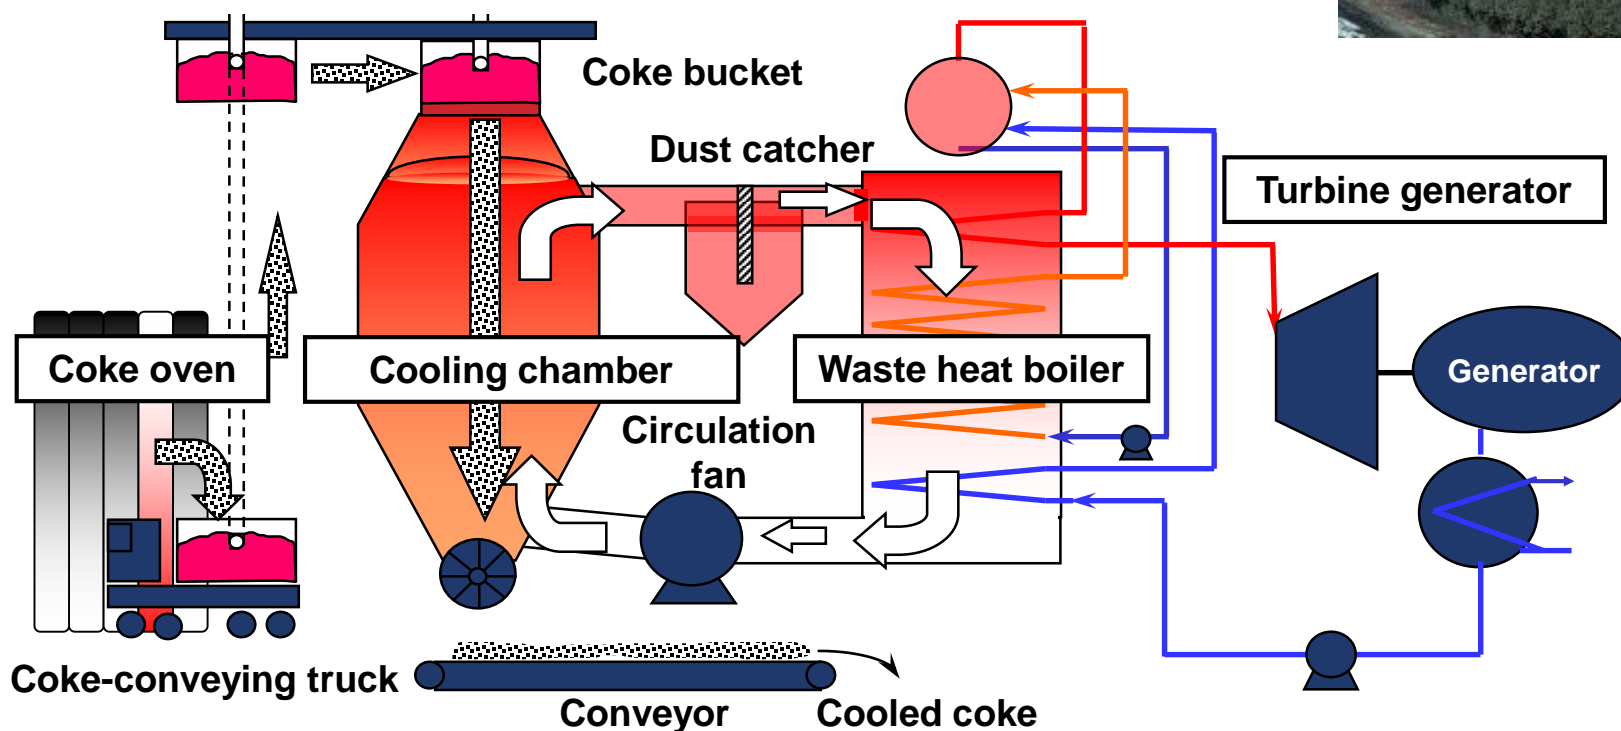 Coke bucket
Dust catcher
Turbine generator
Coke oven
Cooling chamber
Waste heat boiler
Generator
Circulation
fan
Coke-conveying truck
Conveyor
Cooled coke